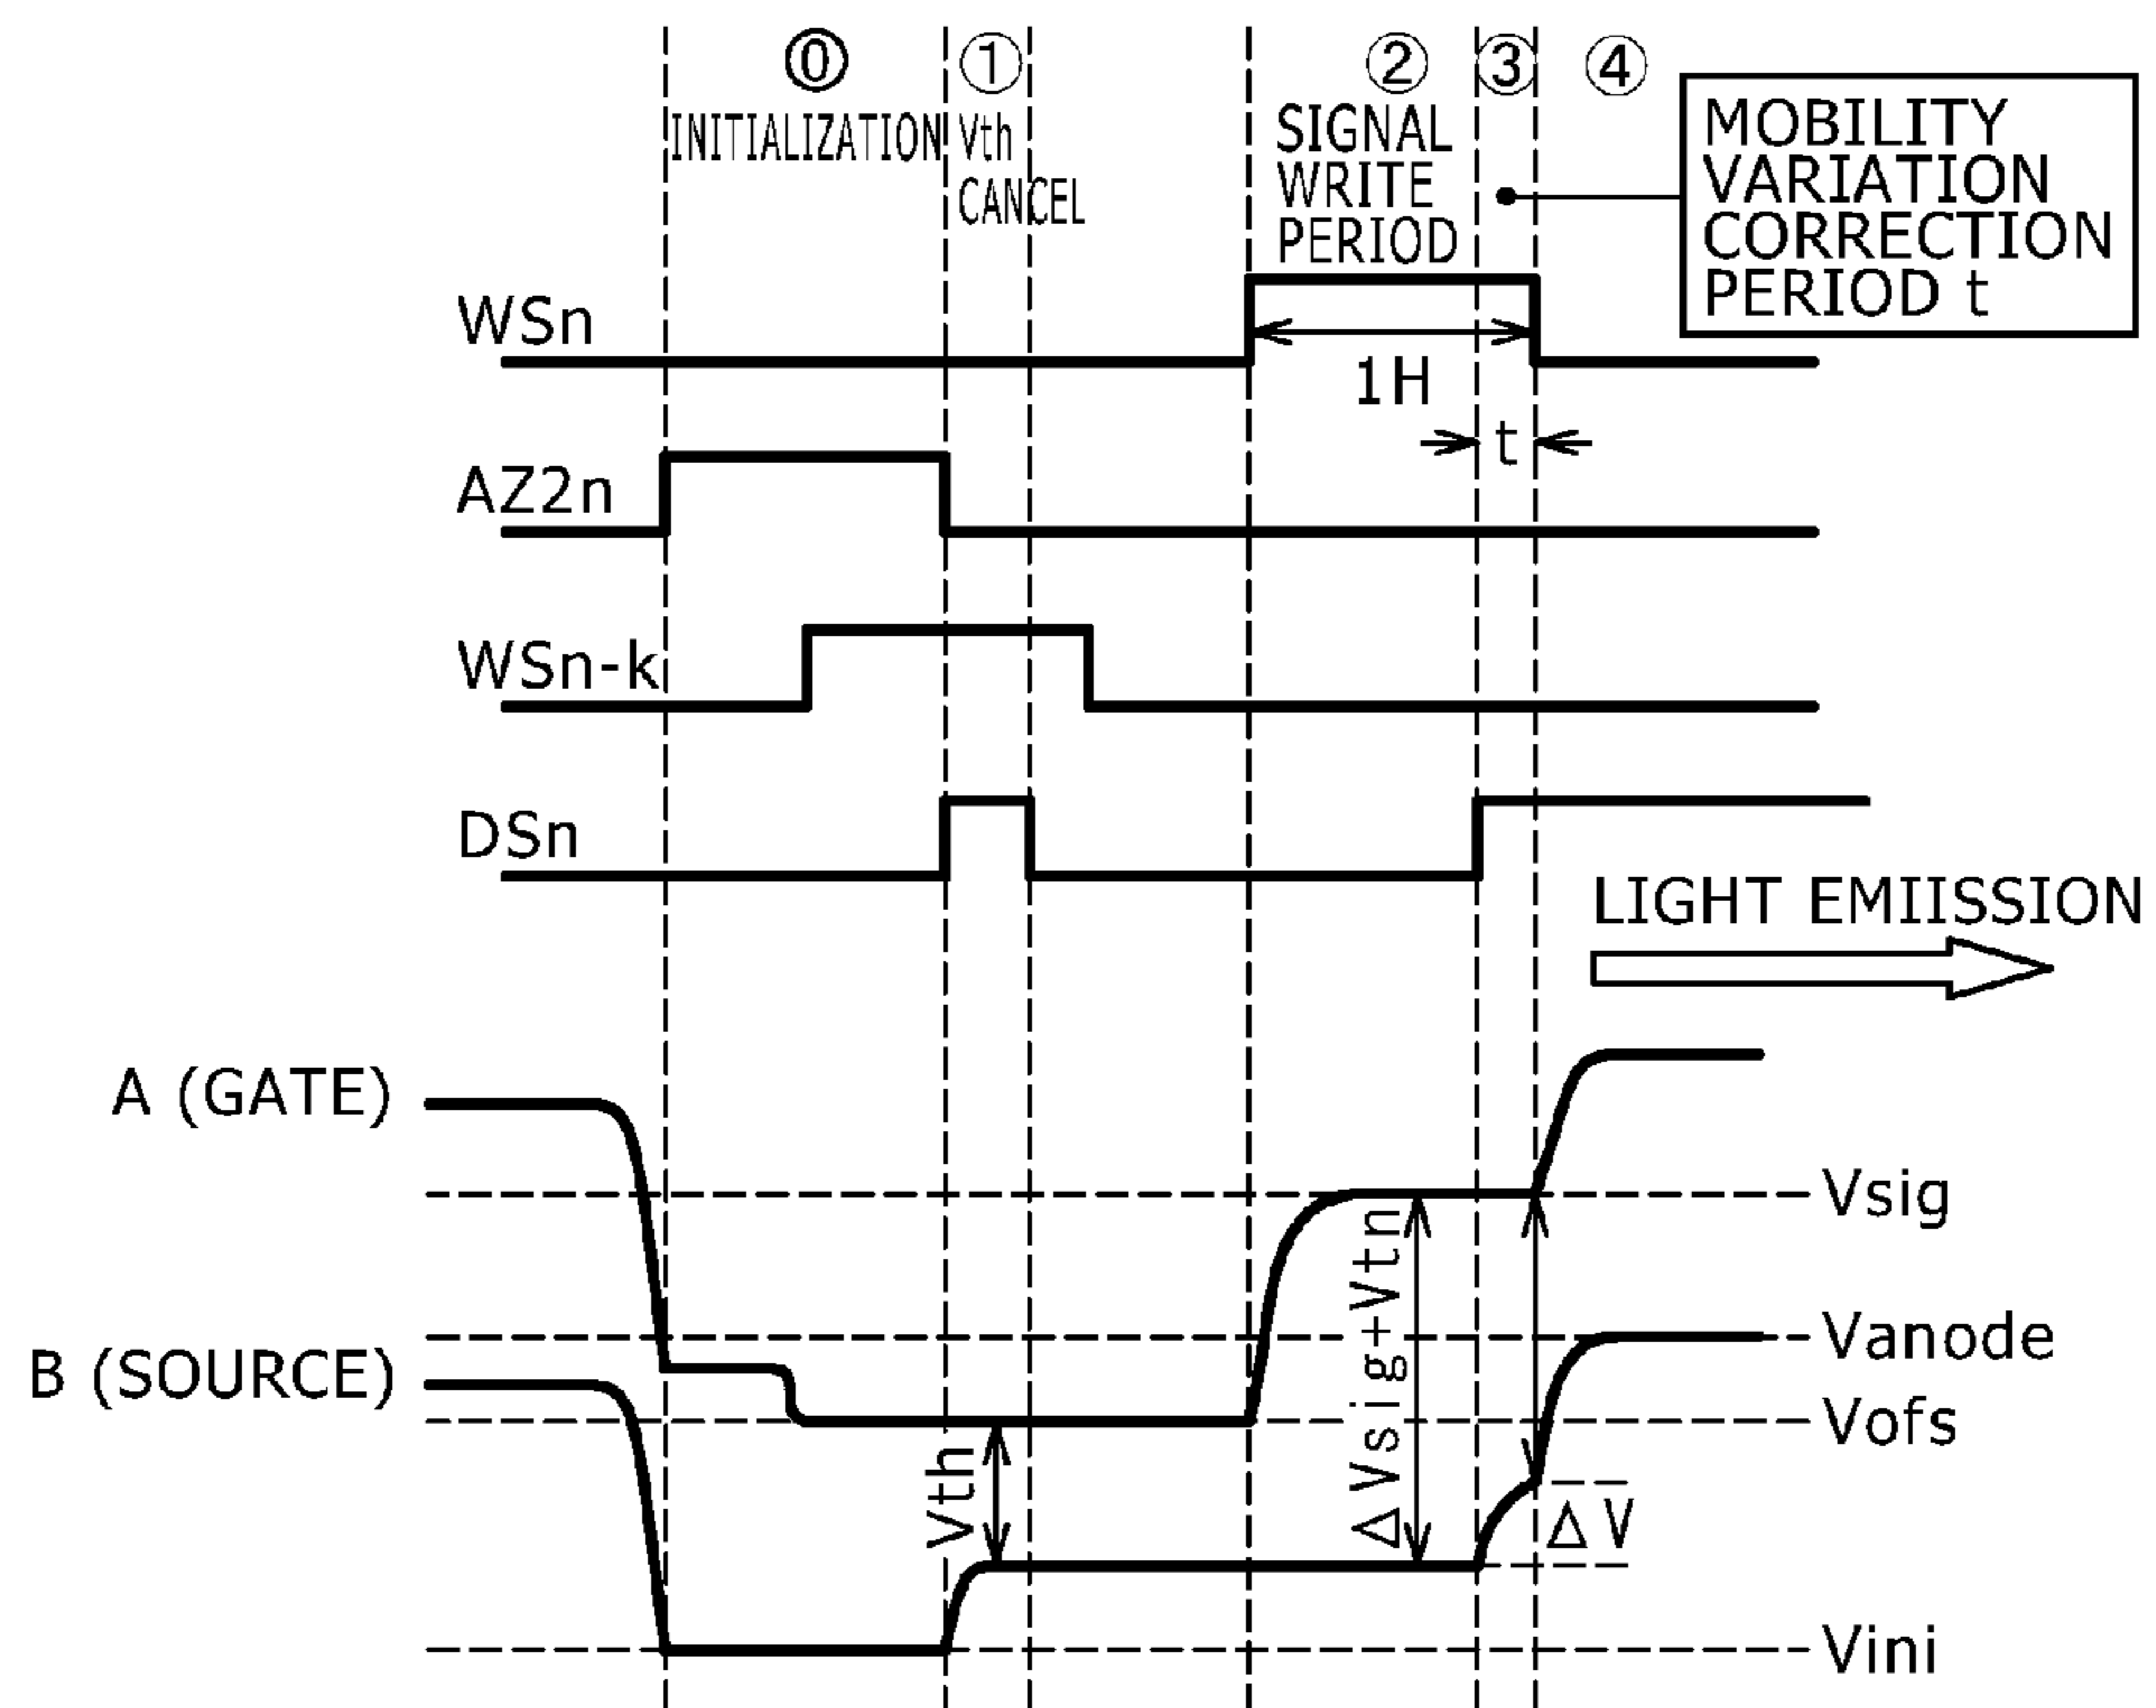 ⓪ ① ② ③ ④
INITIALIZATION
Vth
CANCEL
SIGNAL
WRITE
PERIOD
MOBILITY
VARIATION
CORRECTION
PERIOD t
WSn
1H
t
AZ2n
WSn-k
DSn
LIGHT EMIISSION
A (GATE)
Vsig
B (SOURCE)
Vanode
Vofs
Vth
ΔVsig+Vtn
ΔV
Vini